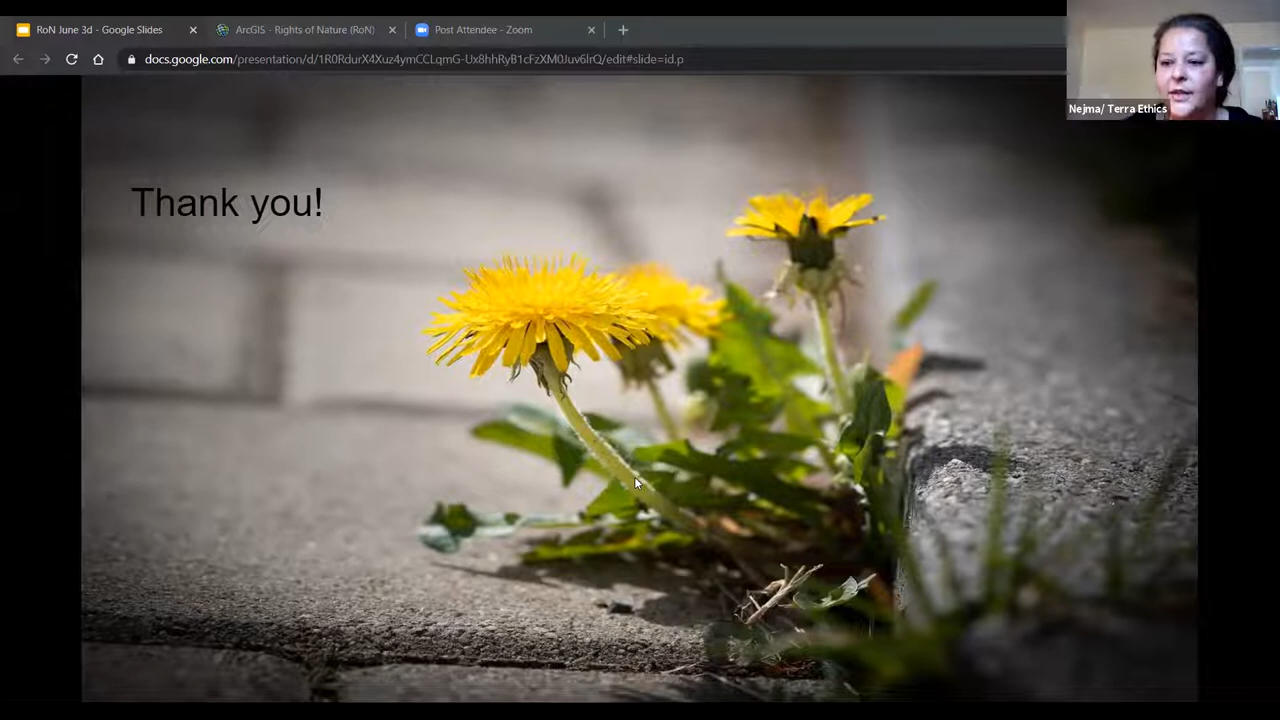 RoN June 3d - Google Slides
ArcGIS - Rights of Nature (RoN)
Post Attendee - Zoom
docs.google.com/presentation/d/1R0RdurX4Xuz4ymCCLqmG-Ux8hhRyB1cFzXM0Juv6lrQ/edit#slide=id.p
Nejma/ Terra Ethics
Thank you!